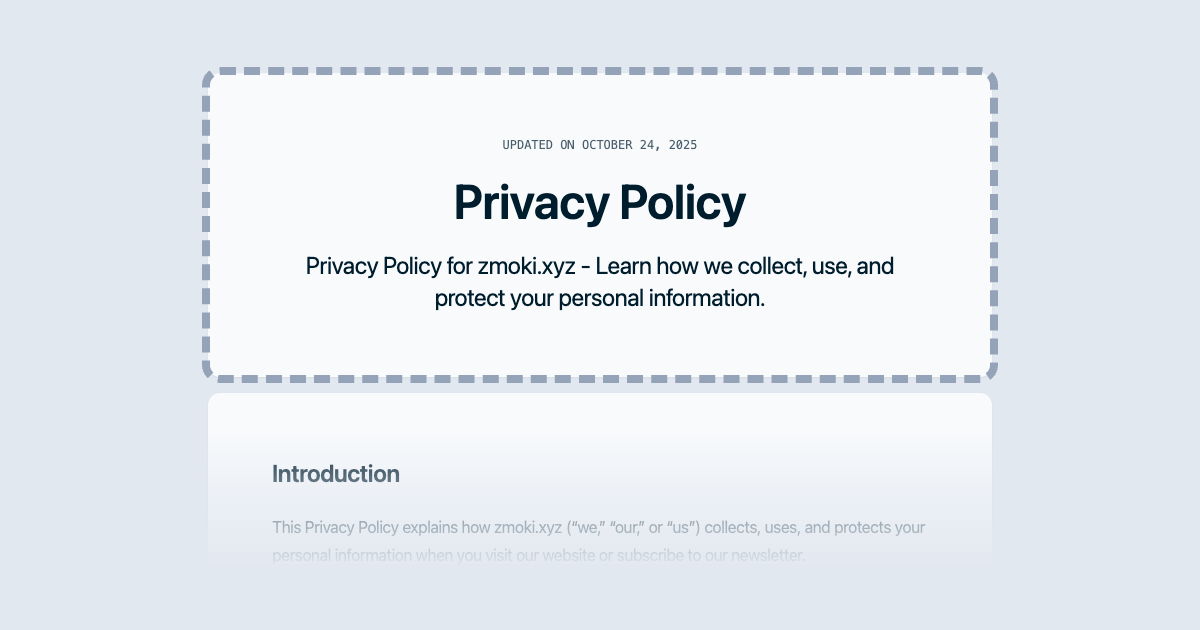 UPDATED ON OCTOBER 24, 2025
Privacy Policy
Privacy Policy for zmoki.xyz - Learn how we collect, use, and
protect your personal information.
Introduction
This Privacy Policy explains how zmoki.xyz (“we,” “our,” or “us”) collects, uses, and protects your
personal information when you visit our website or subscribe to our newsletter.